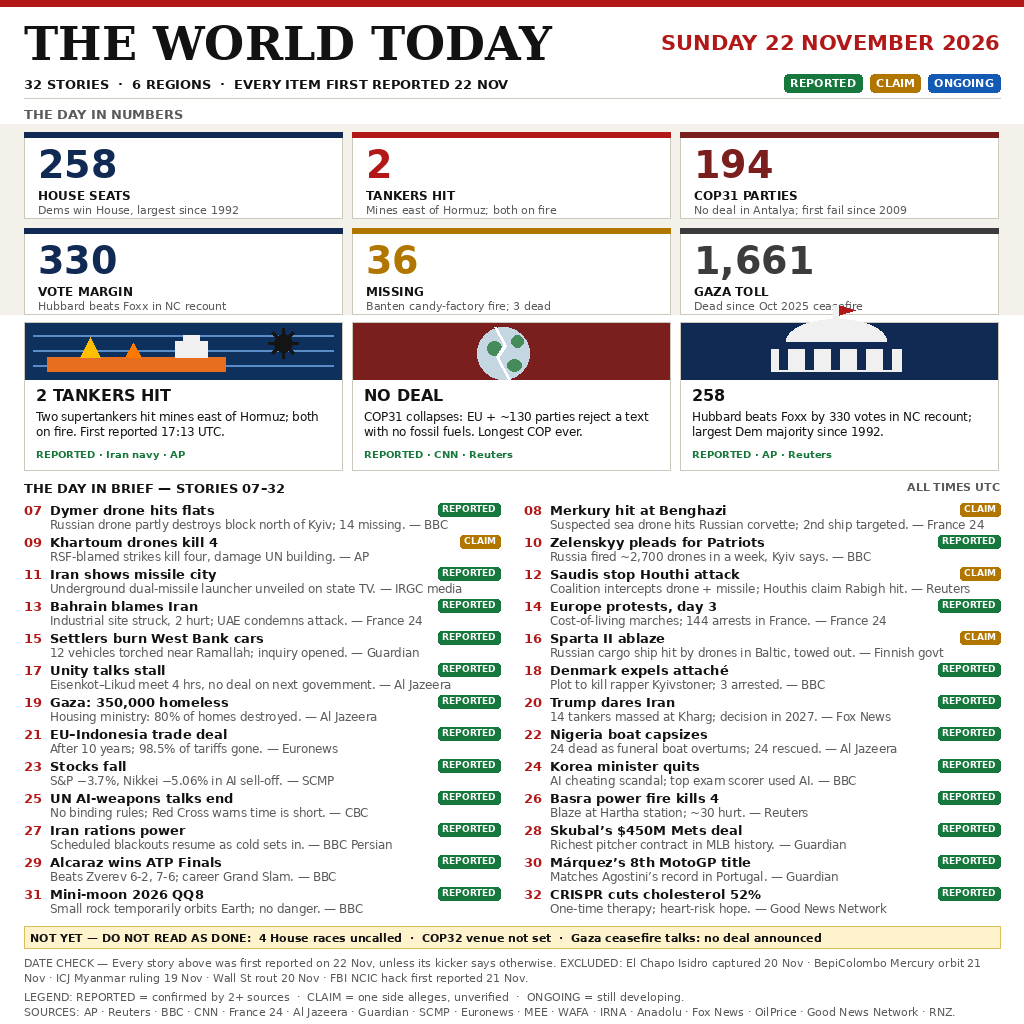 THE WORLD TODAY
SUNDAY 22 NOVEMBER 2026
32 STORIES · 6 REGIONS · EVERY ITEM FIRST REPORTED 22 NOV
REPORTED CLAIM ONGOING
THE DAY IN NUMBERS
258
HOUSE SEATS
Dems win House, largest since 1992
2
TANKERS HIT
Mines east of Hormuz; both on fire
194
COP31 PARTIES
No deal in Antalya; first fail since 2009
330
VOTE MARGIN
Hubbard beats Foxx in NC recount
36
MISSING
Banten candy-factory fire; 3 dead
1,661
GAZA TOLL
Dead since Oct 2025 ceasefire
2 TANKERS HIT
Two supertankers hit mines east of Hormuz; both
on fire. First reported 17:13 UTC.
REPORTED · Iran navy · AP
NO DEAL
COP31 collapses: EU + ~130 parties reject a text
with no fossil fuels. Longest COP ever.
REPORTED · CNN · Reuters
258
Hubbard beats Foxx by 330 votes in NC recount;
largest Dem majority since 1992.
REPORTED · AP · Reuters
THE DAY IN BRIEF — STORIES 07–32
ALL TIMES UTC
07 Dymer drone hits flats REPORTED
Russian drone partly destroys block north of Kyiv; 14 missing. — BBC
08 Merkury hit at Benghazi CLAIM
Suspected sea drone hits Russian corvette; 2nd ship targeted. — France 24
09 Khartoum drones kill 4 CLAIM
RSF-blamed strikes kill four, damage UN building. — AP
10 Zelenskyy pleads for Patriots REPORTED
Russia fired ~2,700 drones in a week, Kyiv says. — BBC
11 Iran shows missile city REPORTED
Underground dual-missile launcher unveiled on state TV. — IRGC media
12 Saudis stop Houthi attack CLAIM
Coalition intercepts drone + missile; Houthis claim Rabigh hit. — Reuters
13 Bahrain blames Iran REPORTED
Industrial site struck, 2 hurt; UAE condemns attack. — France 24
14 Europe protests, day 3 REPORTED
Cost-of-living marches; 144 arrests in France. — France 24
15 Settlers burn West Bank cars REPORTED
12 vehicles torched near Ramallah; inquiry opened. — Guardian
16 Sparta II ablaze CLAIM
Russian cargo ship hit by drones in Baltic, towed out. — Finnish govt
17 Unity talks stall REPORTED
Eisenkot–Likud meet 4 hrs, no deal on next government. — Al Jazeera
18 Denmark expels attaché REPORTED
Plot to kill rapper Kyivstoner; 3 arrested. — BBC
19 Gaza: 350,000 homeless REPORTED
Housing ministry: 80% of homes destroyed. — Al Jazeera
20 Trump dares Iran REPORTED
14 tankers massed at Kharg; decision in 2027. — Fox News
21 EU–Indonesia trade deal REPORTED
After 10 years; 98.5% of tariffs gone. — Euronews
22 Nigeria boat capsizes REPORTED
24 dead as funeral boat overturns; 24 rescued. — Al Jazeera
23 Stocks fall REPORTED
S&P −3.7%, Nikkei −5.06% in AI sell-off. — SCMP
24 Korea minister quits REPORTED
AI cheating scandal; top exam scorer used AI. — BBC
25 UN AI-weapons talks end REPORTED
No binding rules; Red Cross warns time is short. — CBC
26 Basra power fire kills 4 REPORTED
Blaze at Hartha station; ~30 hurt. — Reuters
27 Iran rations power REPORTED
Scheduled blackouts resume as cold sets in. — BBC Persian
28 Skubal’s $450M Mets deal REPORTED
Richest pitcher contract in MLB history. — Guardian
29 Alcaraz wins ATP Finals REPORTED
Beats Zverev 6-2, 7-6; career Grand Slam. — BBC
30 Márquez’s 8th MotoGP title REPORTED
Matches Agostini’s record in Portugal. — Guardian
31 Mini-moon 2026 QQ8 REPORTED
Small rock temporarily orbits Earth; no danger. — BBC
32 CRISPR cuts cholesterol 52% REPORTED
One-time therapy; heart-risk hope. — Good News Network
NOT YET — DO NOT READ AS DONE: 4 House races uncalled · COP32 venue not set · Gaza ceasefire talks: no deal announced
DATE CHECK — Every story above was first reported on 22 Nov, unless its kicker says otherwise. EXCLUDED: El Chapo Isidro captured 20 Nov · BepiColombo Mercury orbit 21
Nov · ICJ Myanmar ruling 19 Nov · Wall St rout 20 Nov · FBI NCIC hack first reported 21 Nov.
LEGEND: REPORTED = confirmed by 2+ sources · CLAIM = one side alleges, unverified · ONGOING = still developing.
SOURCES: AP · Reuters · BBC · CNN · France 24 · Al Jazeera · Guardian · SCMP · Euronews · MEE · WAFA · IRNA · Anadolu · Fox News · OilPrice · Good News Network · RNZ.